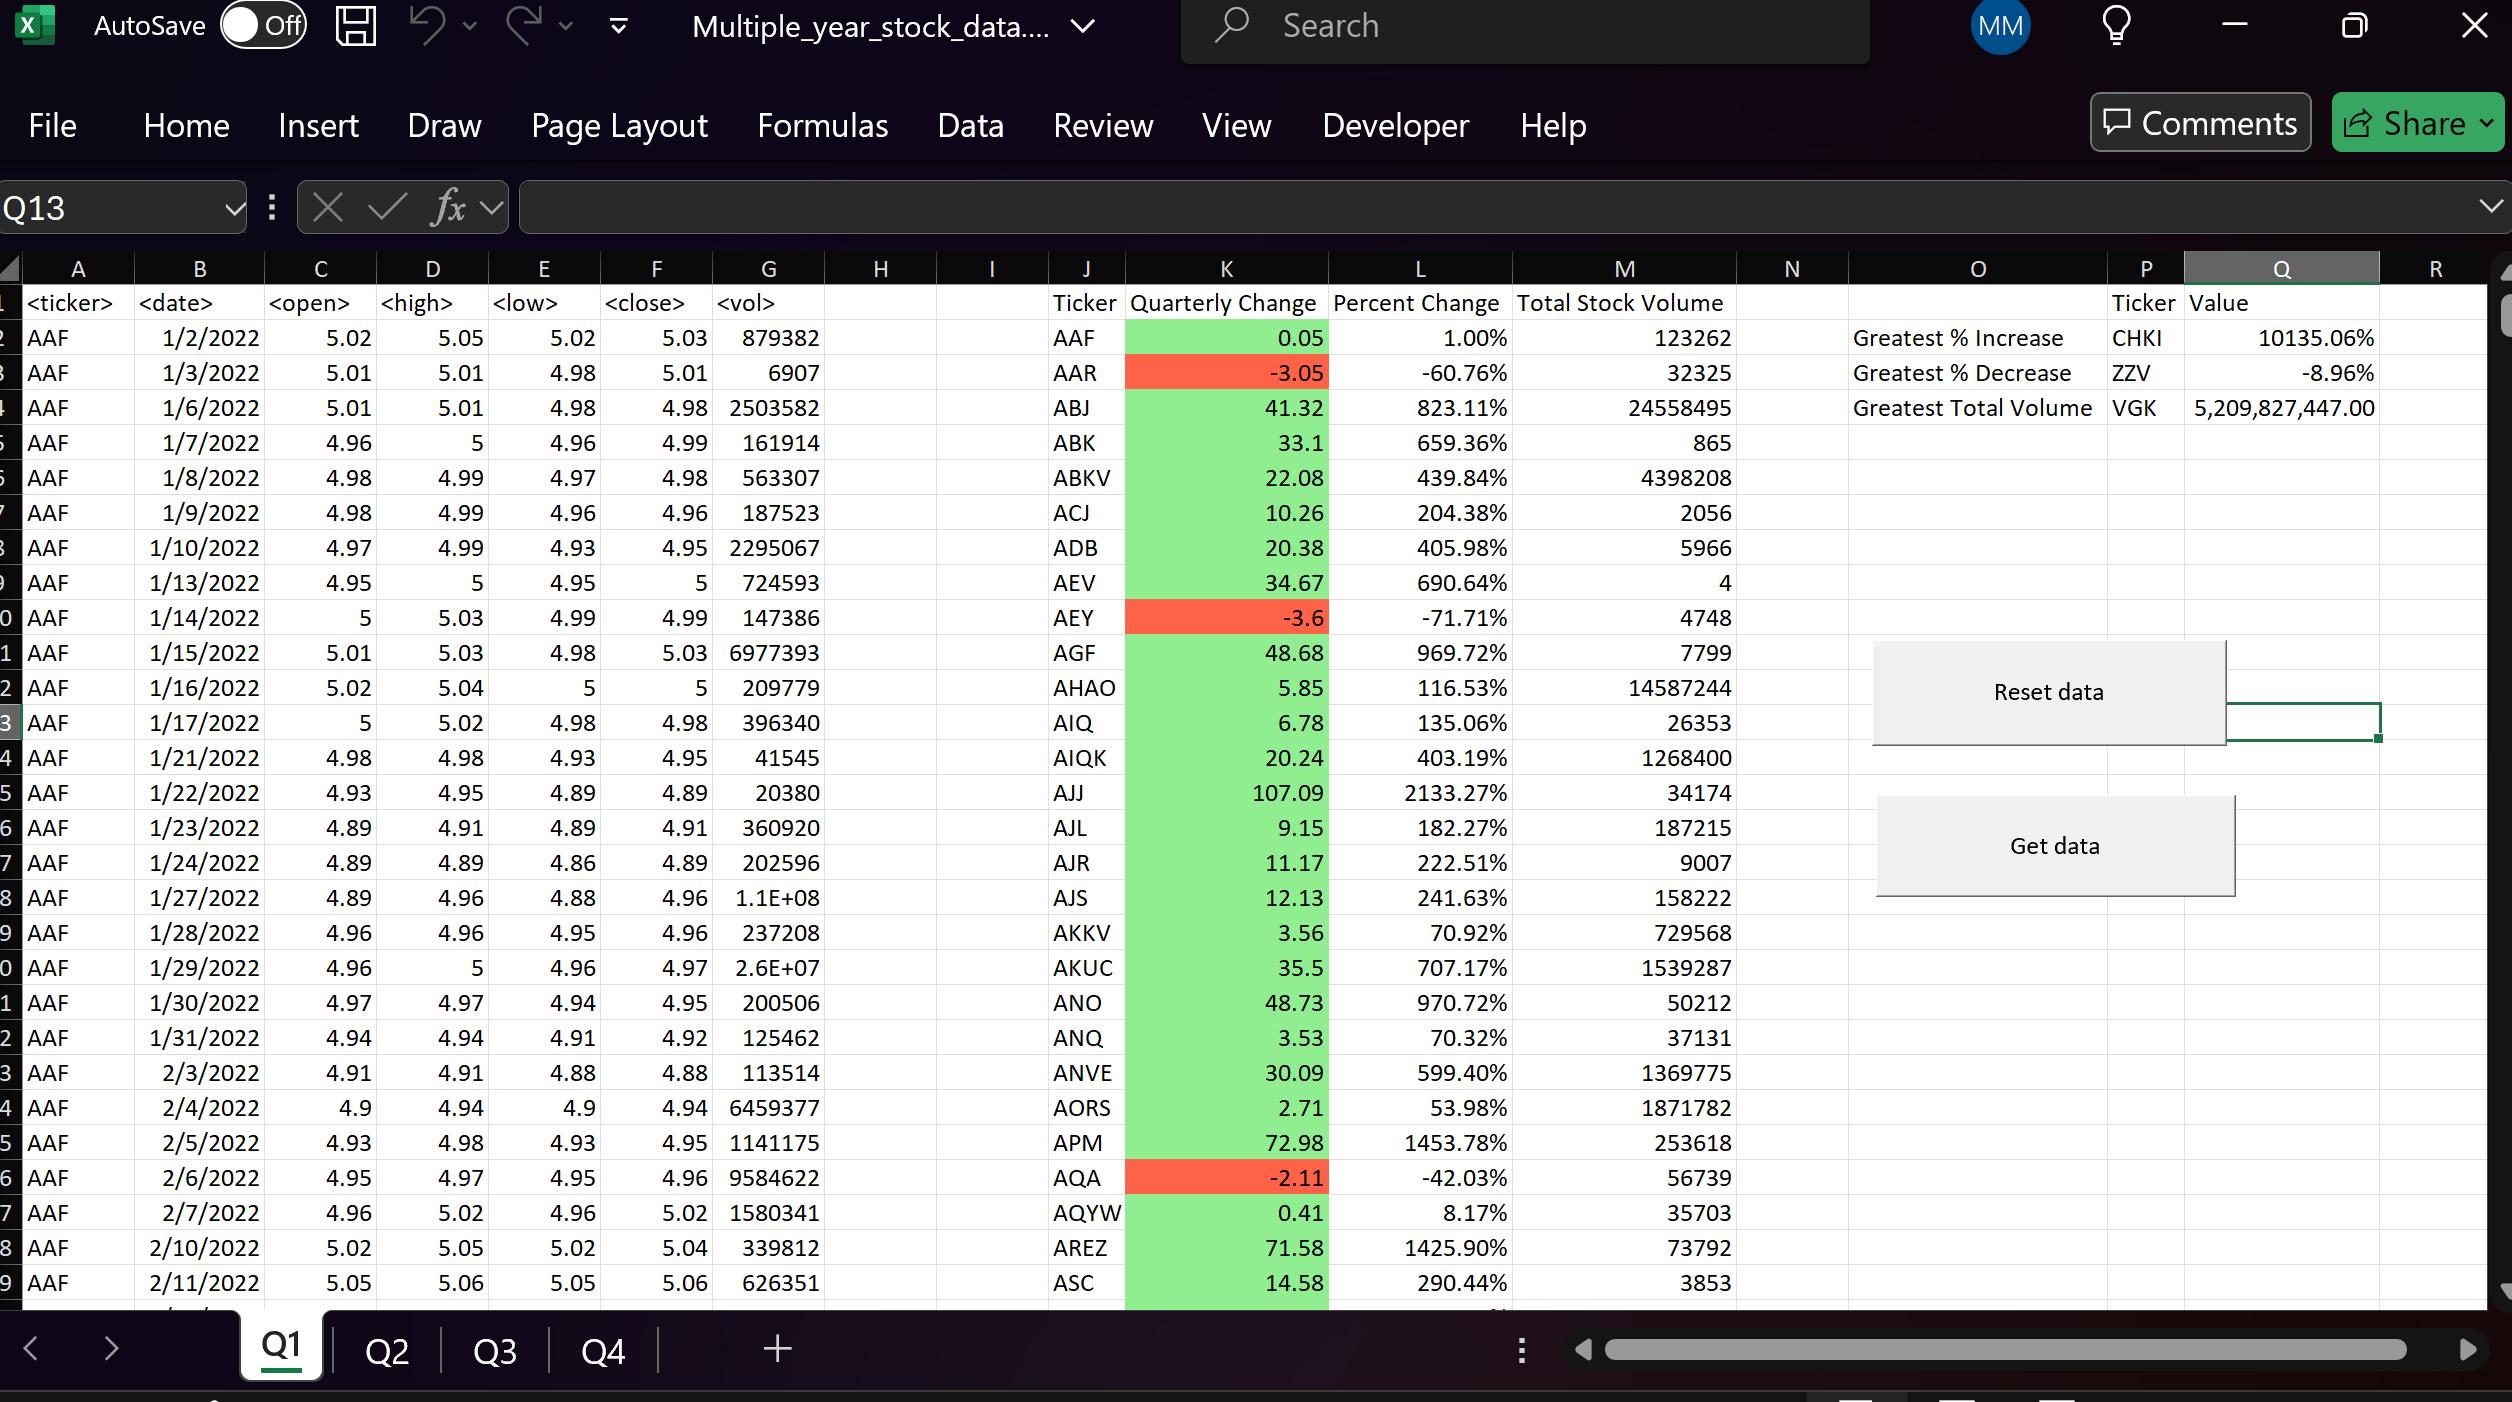 AutoSave Off Multiple_year_stock_data.... Search MM
File Home Insert Draw Page Layout Formulas Data Review View Developer Help Comments Share
Q13 fx
A B C D E F G H I J K L M N O P Q R
<ticker> <date> <open> <high> <low> <close> <vol> Ticker Quarterly Change Percent Change Total Stock Volume Ticker Value
AAF 1/2/2022 5.02 5.05 5.02 5.03 879382 AAF 0.05 1.00% 123262 Greatest % Increase CHKI 10135.06%
AAF 1/3/2022 5.01 5.01 4.98 5.01 6907 AAR -3.05 -60.76% 32325 Greatest % Decrease ZZV -8.96%
AAF 1/6/2022 5.01 5.01 4.98 4.98 2503582 ABJ 41.32 823.11% 24558495 Greatest Total Volume VGK 5,209,827,447.00
AAF 1/7/2022 4.96 5 4.96 4.99 161914 ABK 33.1 659.36% 865
AAF 1/8/2022 4.98 4.99 4.97 4.98 563307 ABKV 22.08 439.84% 4398208
AAF 1/9/2022 4.98 4.99 4.96 4.96 187523 ACJ 10.26 204.38% 2056
AAF 1/10/2022 4.97 4.99 4.93 4.95 2295067 ADB 20.38 405.98% 5966
AAF 1/13/2022 4.95 5 4.95 5 724593 AEV 34.67 690.64% 4
AAF 1/14/2022 5 5.03 4.99 4.99 147386 AEY -3.6 -71.71% 4748
AAF 1/15/2022 5.01 5.03 4.98 5.03 6977393 AGF 48.68 969.72% 7799
AAF 1/16/2022 5.02 5.04 5 5 209779 AHAO 5.85 116.53% 14587244 Reset data
AAF 1/17/2022 5 5.02 4.98 4.98 396340 AIQ 6.78 135.06% 26353
AAF 1/21/2022 4.98 4.98 4.93 4.95 41545 AIQK 20.24 403.19% 1268400
AAF 1/22/2022 4.93 4.95 4.89 4.89 20380 AJJ 107.09 2133.27% 34174
AAF 1/23/2022 4.89 4.91 4.89 4.91 360920 AJL 9.15 182.27% 187215 Get data
AAF 1/24/2022 4.89 4.89 4.86 4.89 202596 AJR 11.17 222.51% 9007
AAF 1/27/2022 4.89 4.96 4.88 4.96 1.1E+08 AJS 12.13 241.63% 158222
AAF 1/28/2022 4.96 4.96 4.95 4.96 237208 AKKV 3.56 70.92% 729568
AAF 1/29/2022 4.96 5 4.96 4.97 2.6E+07 AKUC 35.5 707.17% 1539287
AAF 1/30/2022 4.97 4.97 4.94 4.95 200506 ANO 48.73 970.72% 50212
AAF 1/31/2022 4.94 4.94 4.91 4.92 125462 ANQ 3.53 70.32% 37131
AAF 2/3/2022 4.91 4.91 4.88 4.88 113514 ANVE 30.09 599.40% 1369775
AAF 2/4/2022 4.9 4.94 4.9 4.94 6459377 AORS 2.71 53.98% 1871782
AAF 2/5/2022 4.93 4.98 4.93 4.95 1141175 APM 72.98 1453.78% 253618
AAF 2/6/2022 4.95 4.97 4.95 4.96 9584622 AQA -2.11 -42.03% 56739
AAF 2/7/2022 4.96 5.02 4.96 5.02 1580341 AQYW 0.41 8.17% 35703
AAF 2/10/2022 5.02 5.05 5.02 5.04 339812 AREZ 71.58 1425.90% 73792
AAF 2/11/2022 5.05 5.06 5.05 5.06 626351 ASC 14.58 290.44% 3853
Q1 Q2 Q3 Q4